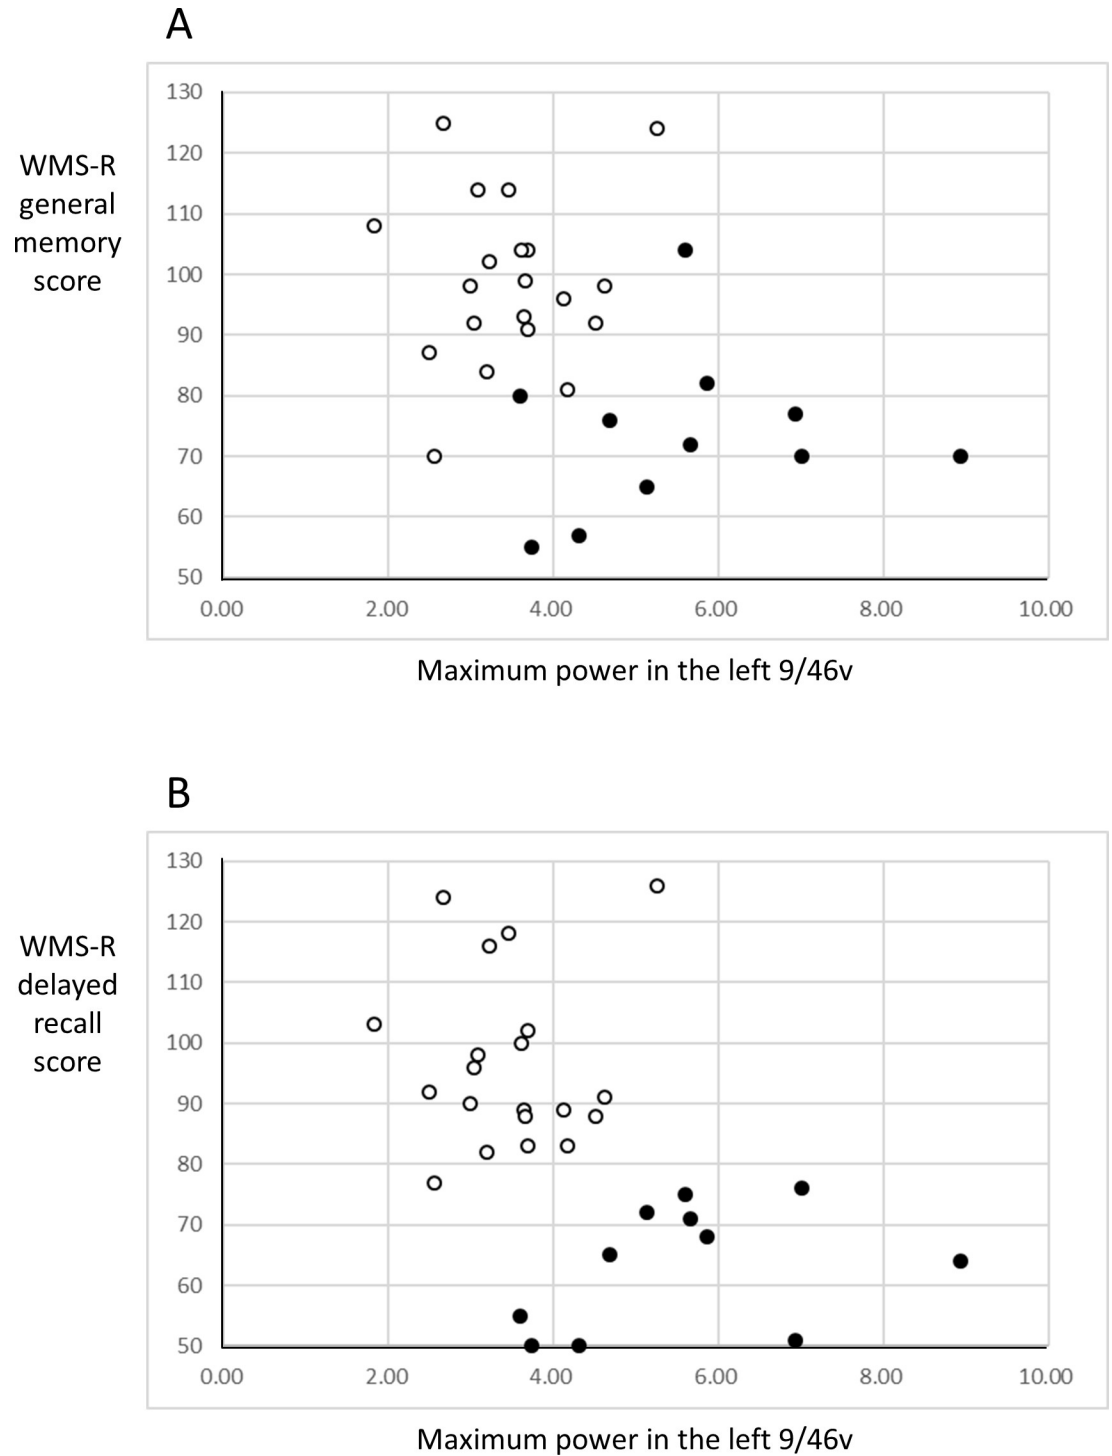 A
WMS-R
general
memory
score
130
120
110
100
90
80
70
60
50
0.00 2.00 4.00 6.00 8.00 10.00
Maximum power in the left 9/46v
B
WMS-R
delayed
recall
score
130
120
110
100
90
80
70
60
50
0.00 2.00 4.00 6.00 8.00 10.00
Maximum power in the left 9/46v